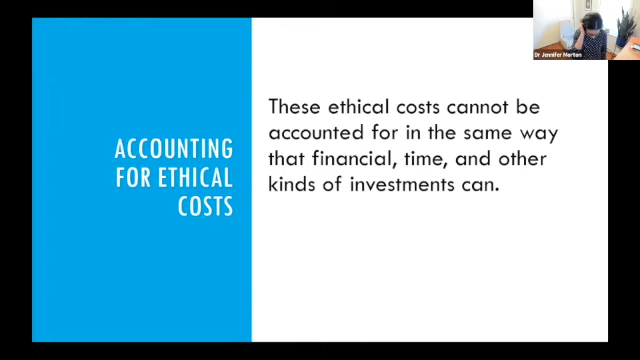 ACCOUNTING
FOR ETHICAL
COSTS
These ethical costs cannot be
accounted for in the same way
that financial, time, and other
kinds of investments can.
Dr Jennifer Morton